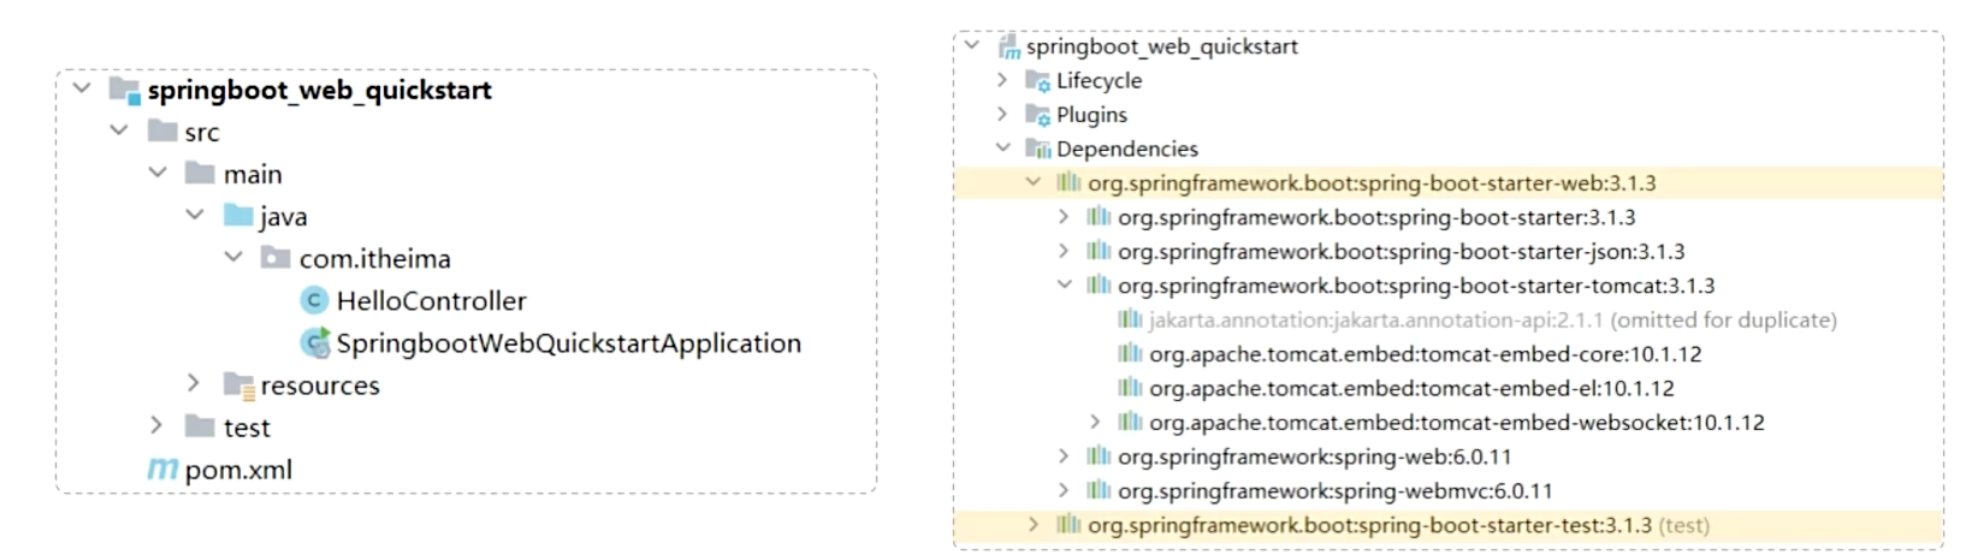 springboot_web_quickstart
src
main
java
com.itheima
HelloController
SpringbootWebQuickstartApplication
resources
test
pom.xml
springboot_web_quickstart
Lifecycle
Plugins
Dependencies
org.springframework.boot:spring-boot-starter-web:3.1.3
org.springframework.boot:spring-boot-starter:3.1.3
org.springframework.boot:spring-boot-starter-json:3.1.3
org.springframework.boot:spring-boot-starter-tomcat:3.1.3
jakarta.annotation:jakarta.annotation-api:2.1.1 (omitted for duplicate)
org.apache.tomcat.embed:tomcat-embed-core:10.1.12
org.apache.tomcat.embed:tomcat-embed-el:10.1.12
org.apache.tomcat.embed:tomcat-embed-websocket:10.1.12
org.springframework:spring-web:6.0.11
org.springframework:spring-webmvc:6.0.11
org.springframework.boot:spring-boot-starter-test:3.1.3 (test)